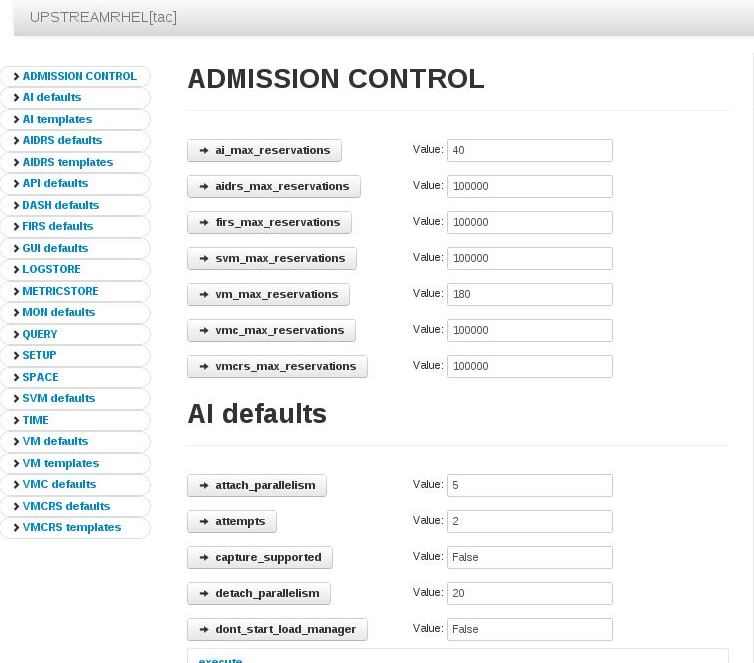 UPSTREAMRHEL[tac]
ADMISSION CONTROL
AI defaults
AI templates
AIDRS defaults
AIDRS templates
API defaults
DASH defaults
FIRS defaults
GUI defaults
LOGSTORE
METRICSTORE
MON defaults
QUERY
SETUP
SPACE
SVM defaults
TIME
VM defaults
VM templates
VMC defaults
VMCRS defaults
VMCRS templates
ADMISSION CONTROL
ai_max_reservations Value: 40
aidrs_max_reservations Value: 100000
firs_max_reservations Value: 100000
svm_max_reservations Value: 100000
vm_max_reservations Value: 180
vmc_max_reservations Value: 100000
vmcrs_max_reservations Value: 100000
AI defaults
attach_parallelism Value: 5
attempts Value: 2
capture_supported Value: False
detach_parallelism Value: 20
dont_start_load_manager Value: False
execute